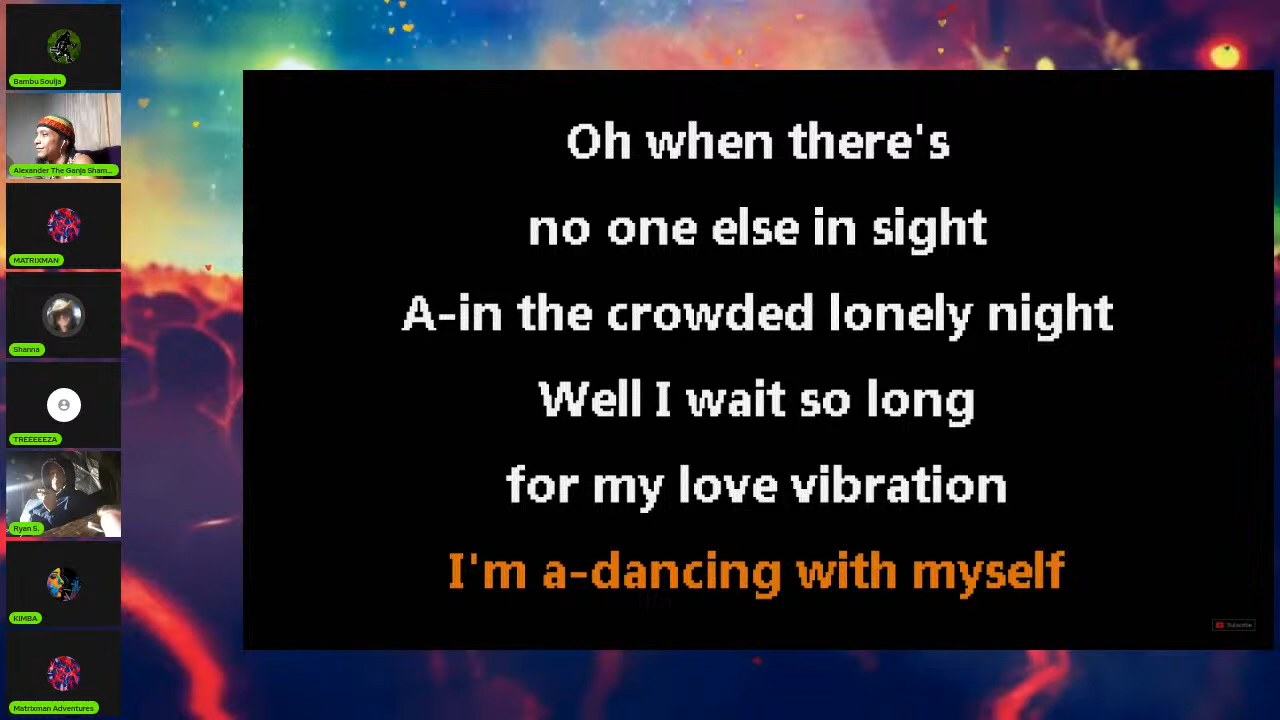 Bambu Soulja
Alexander The Ganja Sham...
MATRIXMAN
Shanna
TREEEEEZA
Ryan S.
KIMBA
Matrixman Adventures
Oh when there's
no one else in sight
A-in the crowded lonely night
Well I wait so long
for my love vibration
I'm a-dancing with myself
Subscribe